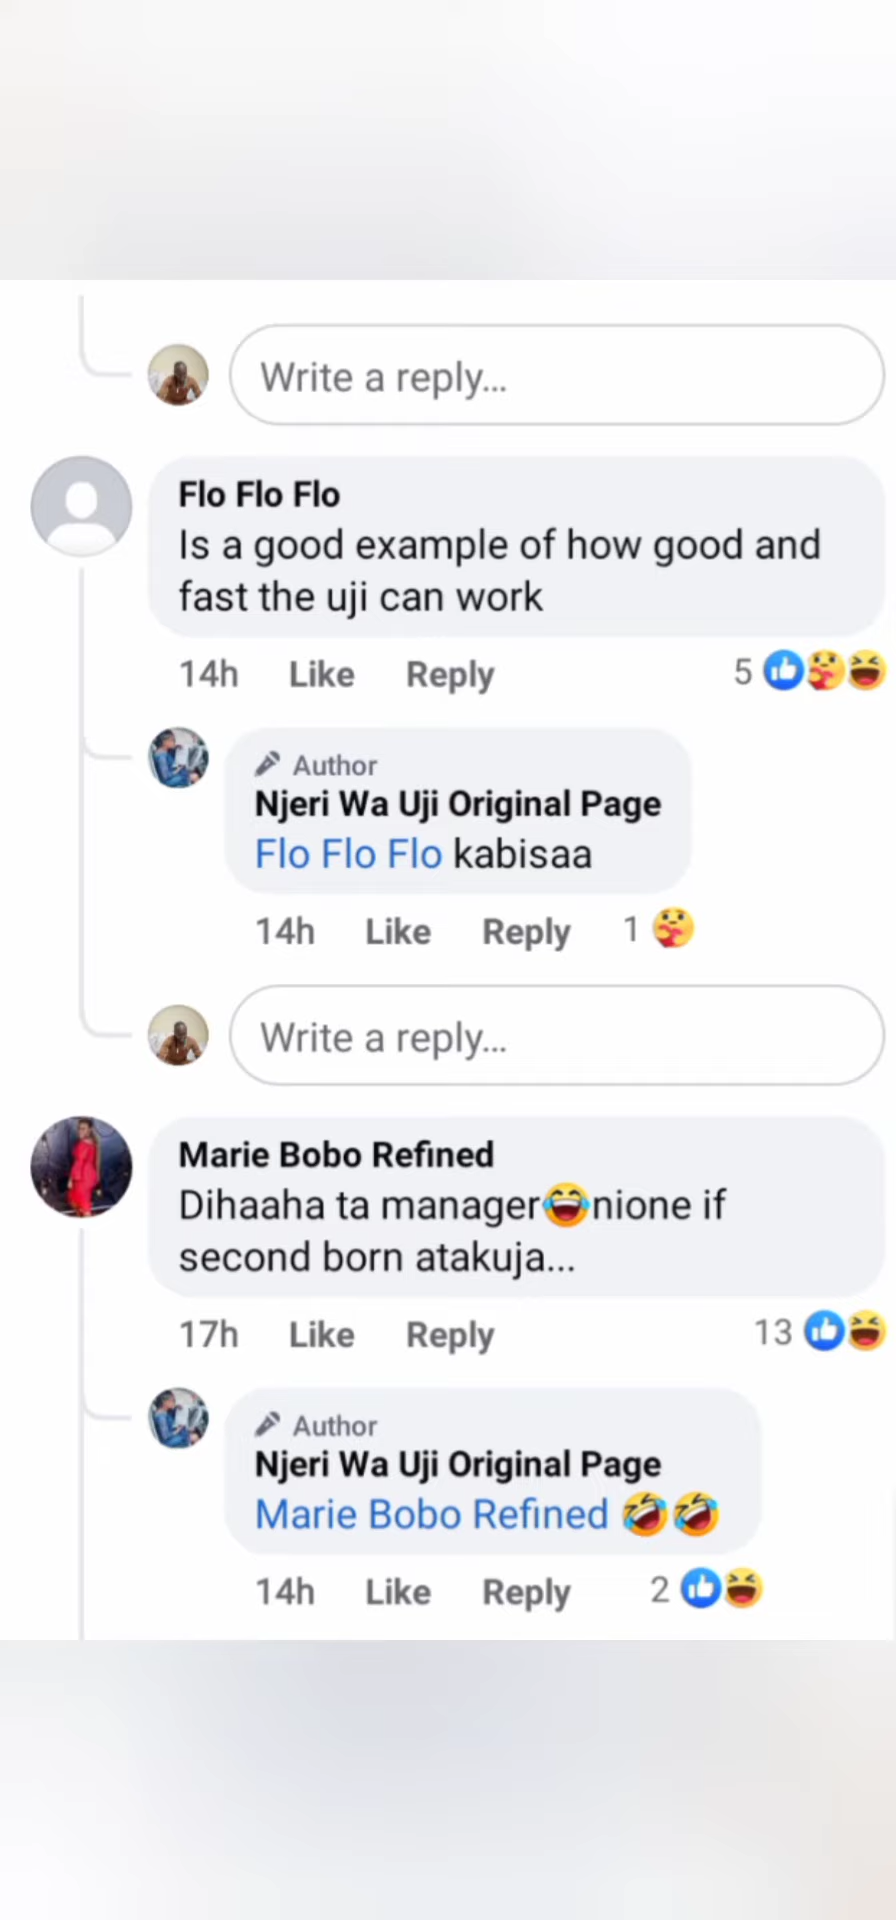 Write a reply...
Flo Flo Flo
Is a good example of how good and
fast the uji can work
14h Like Reply 5
Author
Njeri Wa Uji Original Page
Flo Flo Flo kabisaa
14h Like Reply 1
Write a reply...
Marie Bobo Refined
Dihaaha ta manager😂nione if
second born atakuja...
17h Like Reply 13
Author
Njeri Wa Uji Original Page
Marie Bobo Refined 🤣🤣
14h Like Reply 2